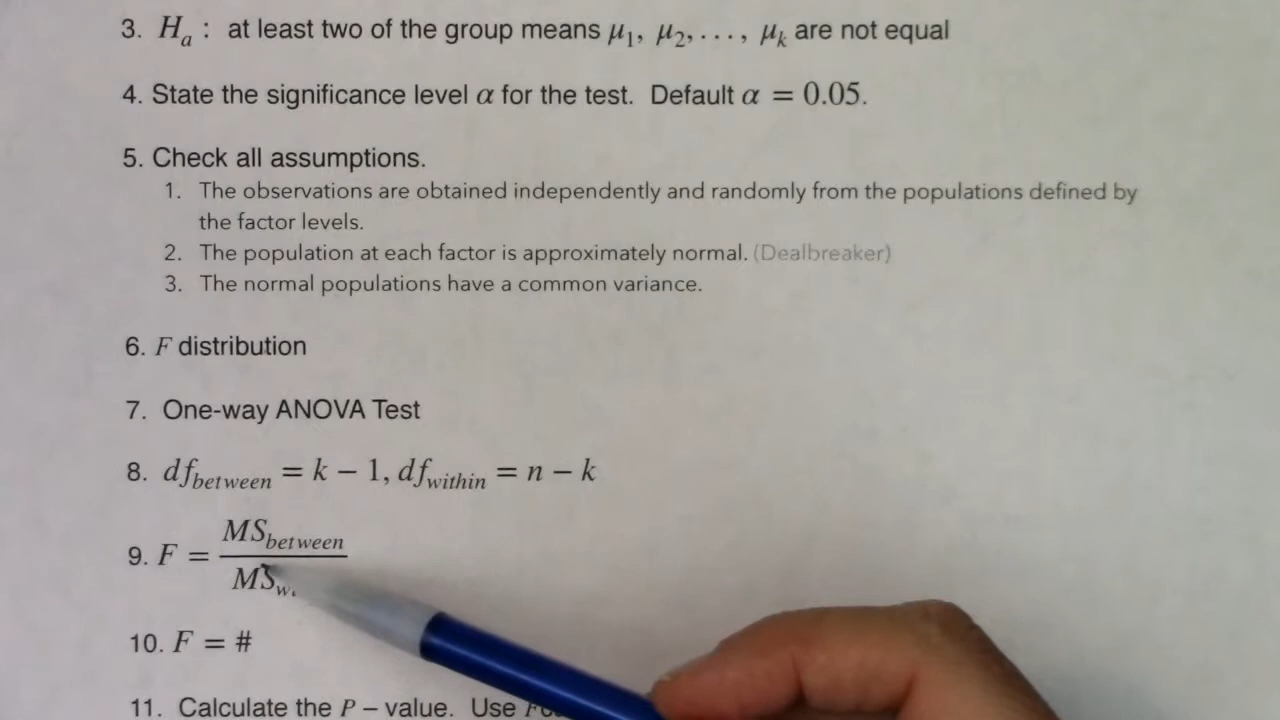 3. Hₐ : at least two of the group means μ₁, μ₂, . . . , μₖ are not equal
4. State the significance level α for the test. Default α = 0.05.
5. Check all assumptions.
1. The observations are obtained independently and randomly from the populations defined by
the factor levels.
2. The population at each factor is approximately normal. (Dealbreaker)
3. The normal populations have a common variance.
6. F distribution
7. One-way ANOVA Test
8. df_between = k − 1, df_within = n − k
9. F = MS_between
MS
10. F = #
11. Calculate the P – value. Use